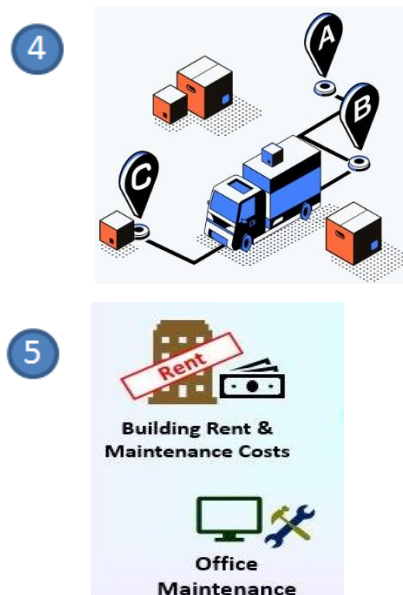 4
A
B
C
5
Rent
Building Rent &
Maintenance Costs
Office
Maintenance